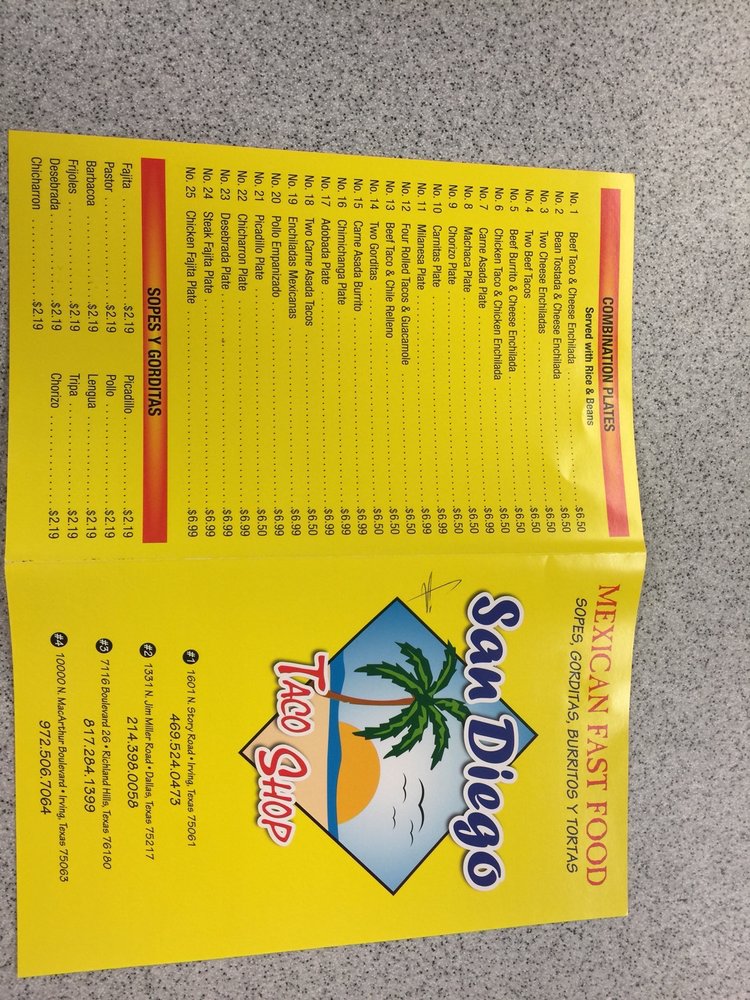 COMBINATION PLATES
Served with Rice & Beans
No. 1 Beef Taco & Cheese Enchilada $6.50
No. 2 Bean Tostada & Cheese Enchilada $6.50
No. 3 Two Cheese Enchiladas $6.50
No. 4 Two Beef Tacos $6.50
No. 5 Beef Burrito & Cheese Enchilada $6.50
No. 6 Chicken Taco & Chicken Enchilada $6.50
No. 7 Carne Asada Plate $6.99
No. 8 Machaca Plate $6.50
No. 9 Chorizo Plate $6.50
No. 10 Carnitas Plate $6.99
No. 11 Milanesa Plate $6.99
No. 12 Four Rolled Tacos & Guacamole $6.50
No. 13 Beef Taco & Chile Relleno $6.50
No. 14 Two Gorditas $6.50
No. 15 Carne Asada Burrito $6.99
No. 16 Chimichanga Plate $6.99
No. 17 Adobada Plate $6.99
No. 18 Two Carne Asada Tacos $6.50
No. 19 Enchiladas Mexicanas $6.99
No. 20 Pollo Empanizado $6.99
No. 21 Picadillo Plate $6.50
No. 22 Chicharron Plate $6.99
No. 23 Desebrada Plate $6.99
No. 24 Steak Fajita Plate $6.99
No. 25 Chicken Fajita Plate $6.99
SOPES Y GORDITAS
Fajita $2.19 Picadillo $2.19
Pastor $2.19 Pollo $2.19
Barbacoa $2.19 Lengua $2.19
Frijoles $2.19 Tripa $2.19
Desebrada $2.19 Chorizo $2.19
Chicharron $2.19
MEXICAN FAST FOOD
SOPES, GORDITAS, BURRITOS Y TORTAS
San Diego
TACO SHOP
#1 1601 N. Story Road • Irving, Texas 75061
469.524.0473
#2 1331 N. Jim Miller Road • Dallas, Texas 75217
214.398.0058
#3 7116 Boulevard 26 • Richland Hills, Texas 76180
817.284.1399
#4 10000 N. MacArthur Boulevard • Irving, Texas 75063
972.506.7064